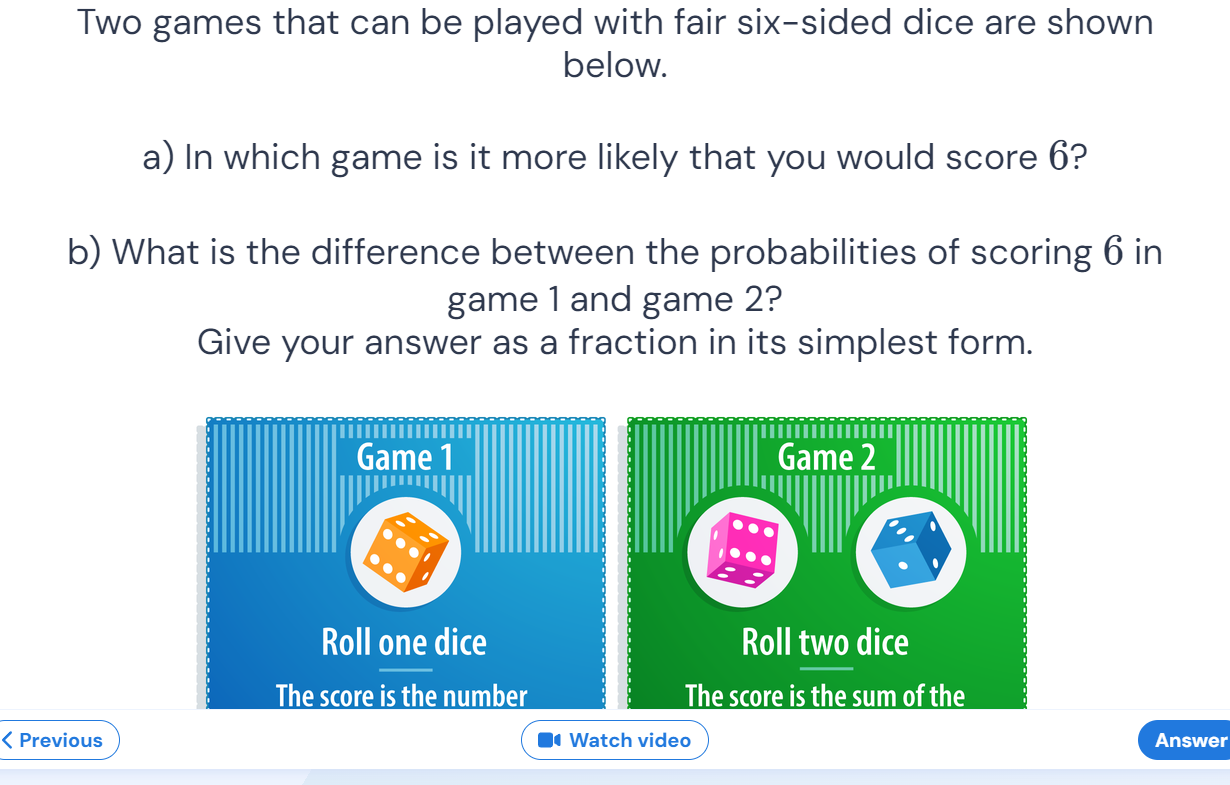 Two games that can be played with fair six-sided dice are shown
below.
a) In which game is it more likely that you would score 6?
b) What is the difference between the probabilities of scoring 6 in
game 1 and game 2?
Give your answer as a fraction in its simplest form.
Game 1
Roll one dice
The score is the number
Game 2
Roll two dice
The score is the sum of the
Previous
Watch video
Answer